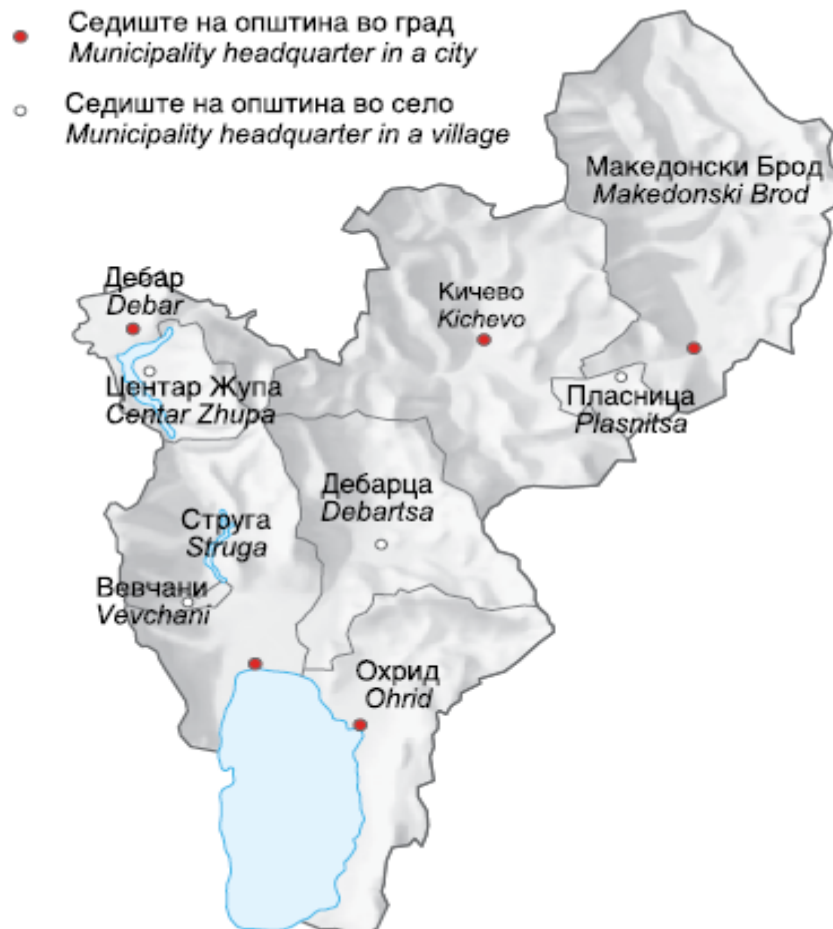 Седиште на општина во град
Municipality headquarter in a city
Седиште на општина во село
Municipality headquarter in a village
Македонски Брод
Makedonski Brod
Дебар
Debar
Кичево
Kichevo
Центар Жупа
Centar Zhupa
Пласница
Plasnitsa
Дебарца
Debartsa
Струга
Struga
Вевчани
Vevchani
Охрид
Ohrid